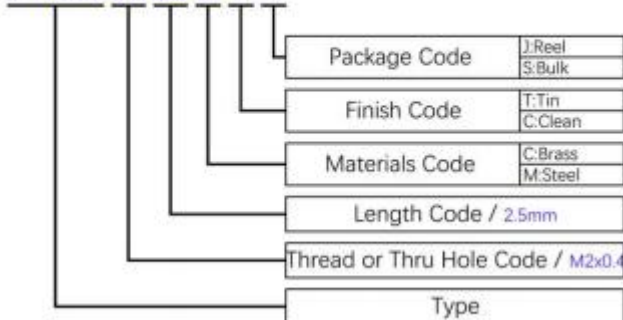 Package Code
J:Reel
S:Bulk
Finish Code
T:Tin
C:Clean
Materials Code
C:Brass
M:Steel
Length Code / 2.5mm
Thread or Thru Hole Code / M2x0.4
Type